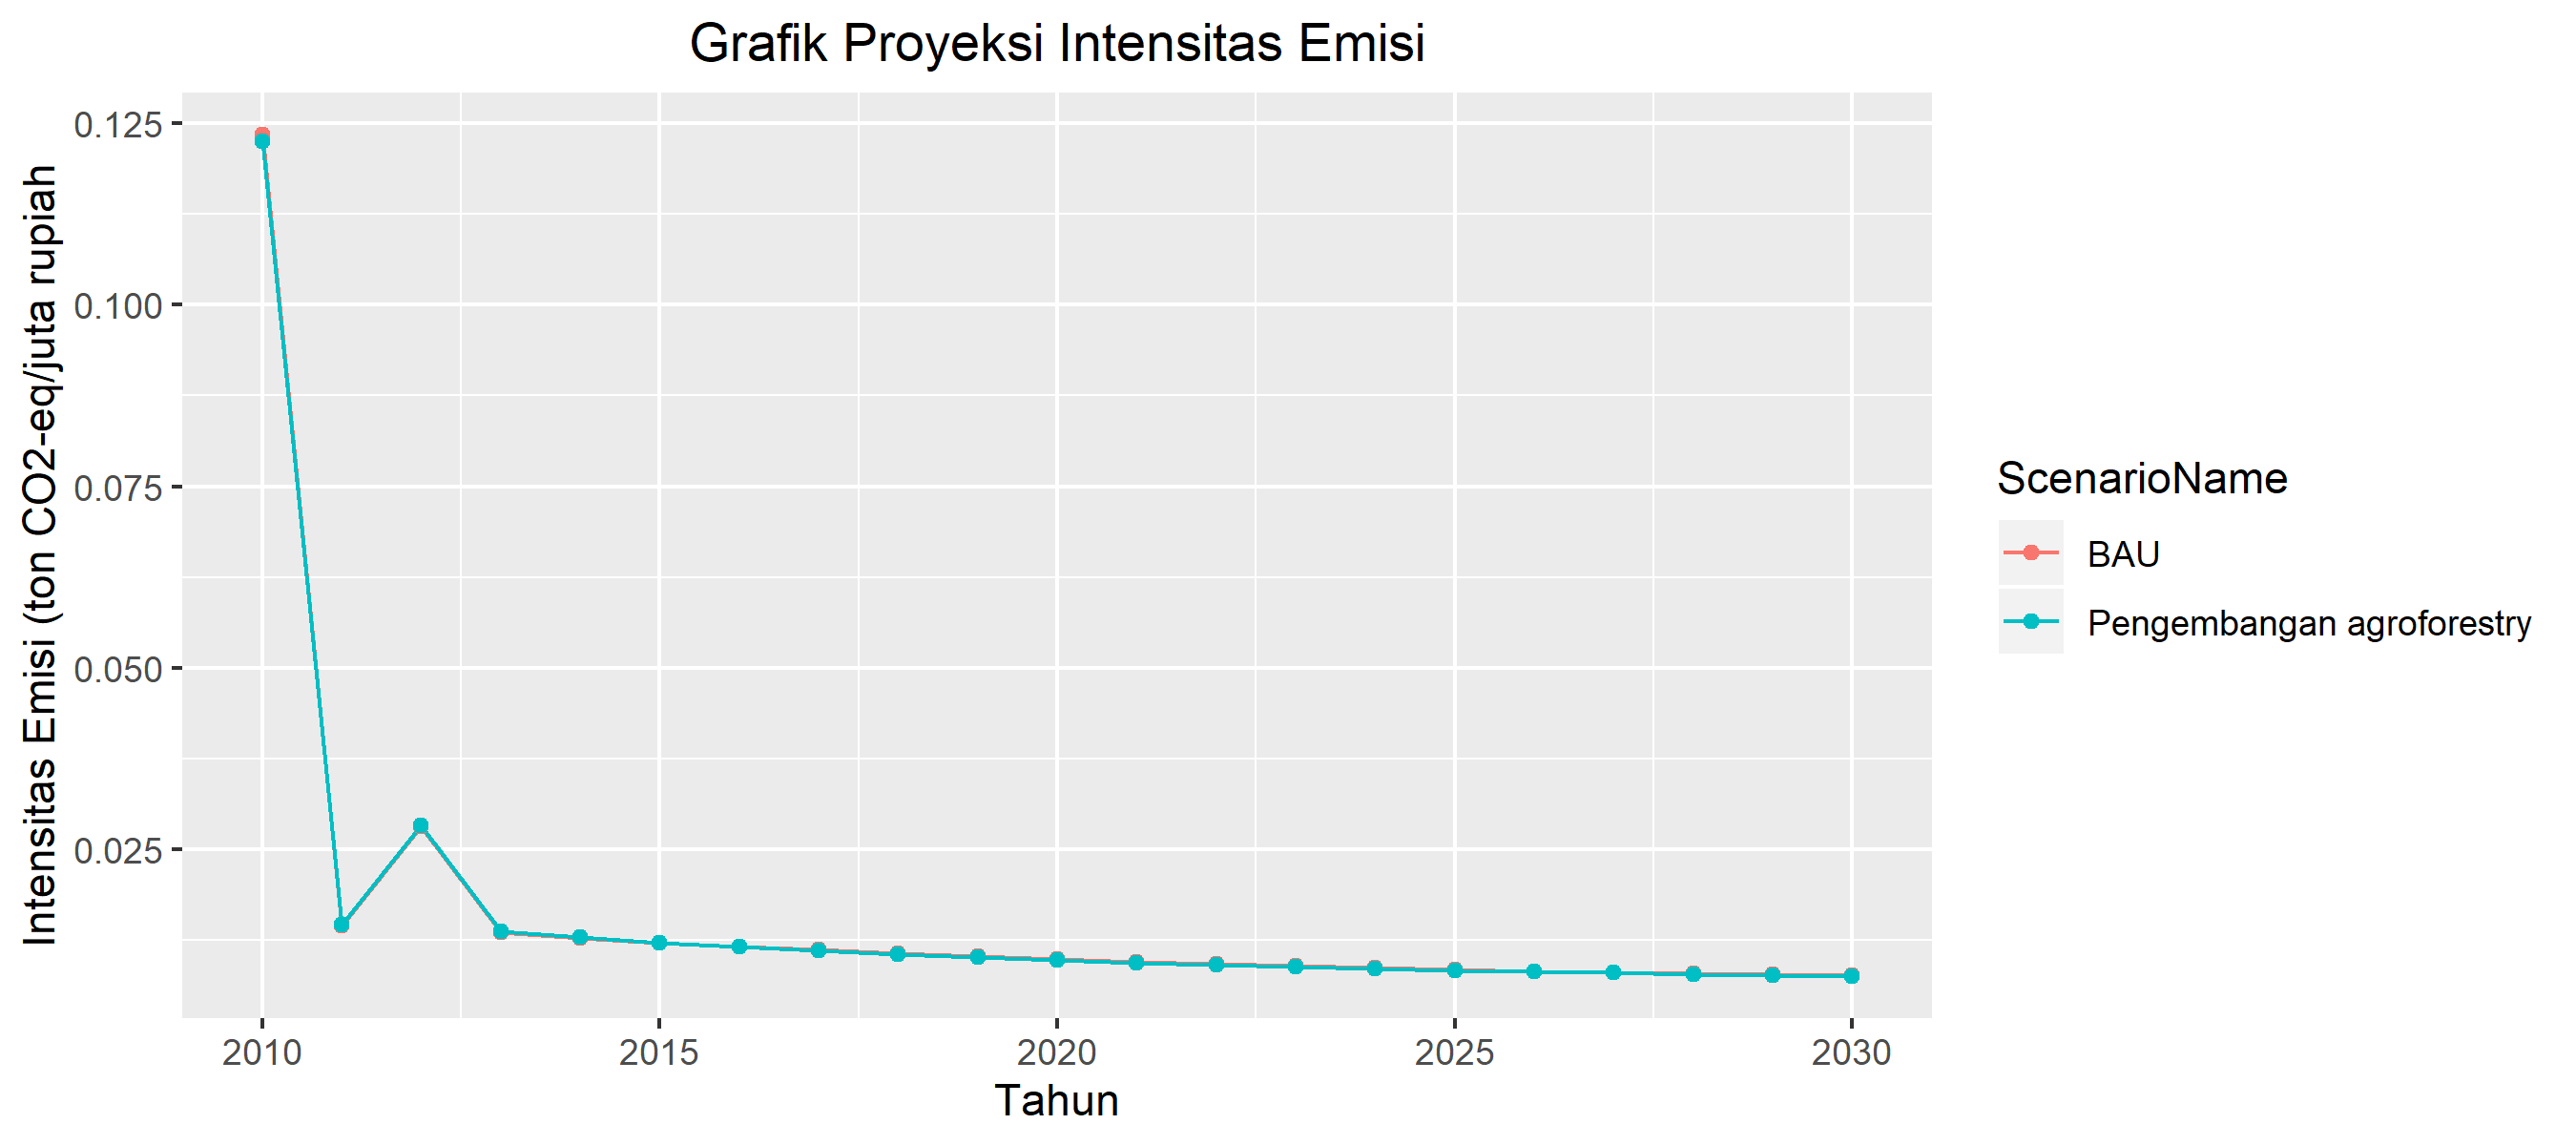 Grafik Proyeksi Intensitas Emisi
Intensitas Emisi (ton CO2-eq/juta rupiah
0.125
0.100
0.075
0.050
0.025
2010
2015
2020
2025
2030
Tahun
ScenarioName
BAU
Pengembangan agroforestry